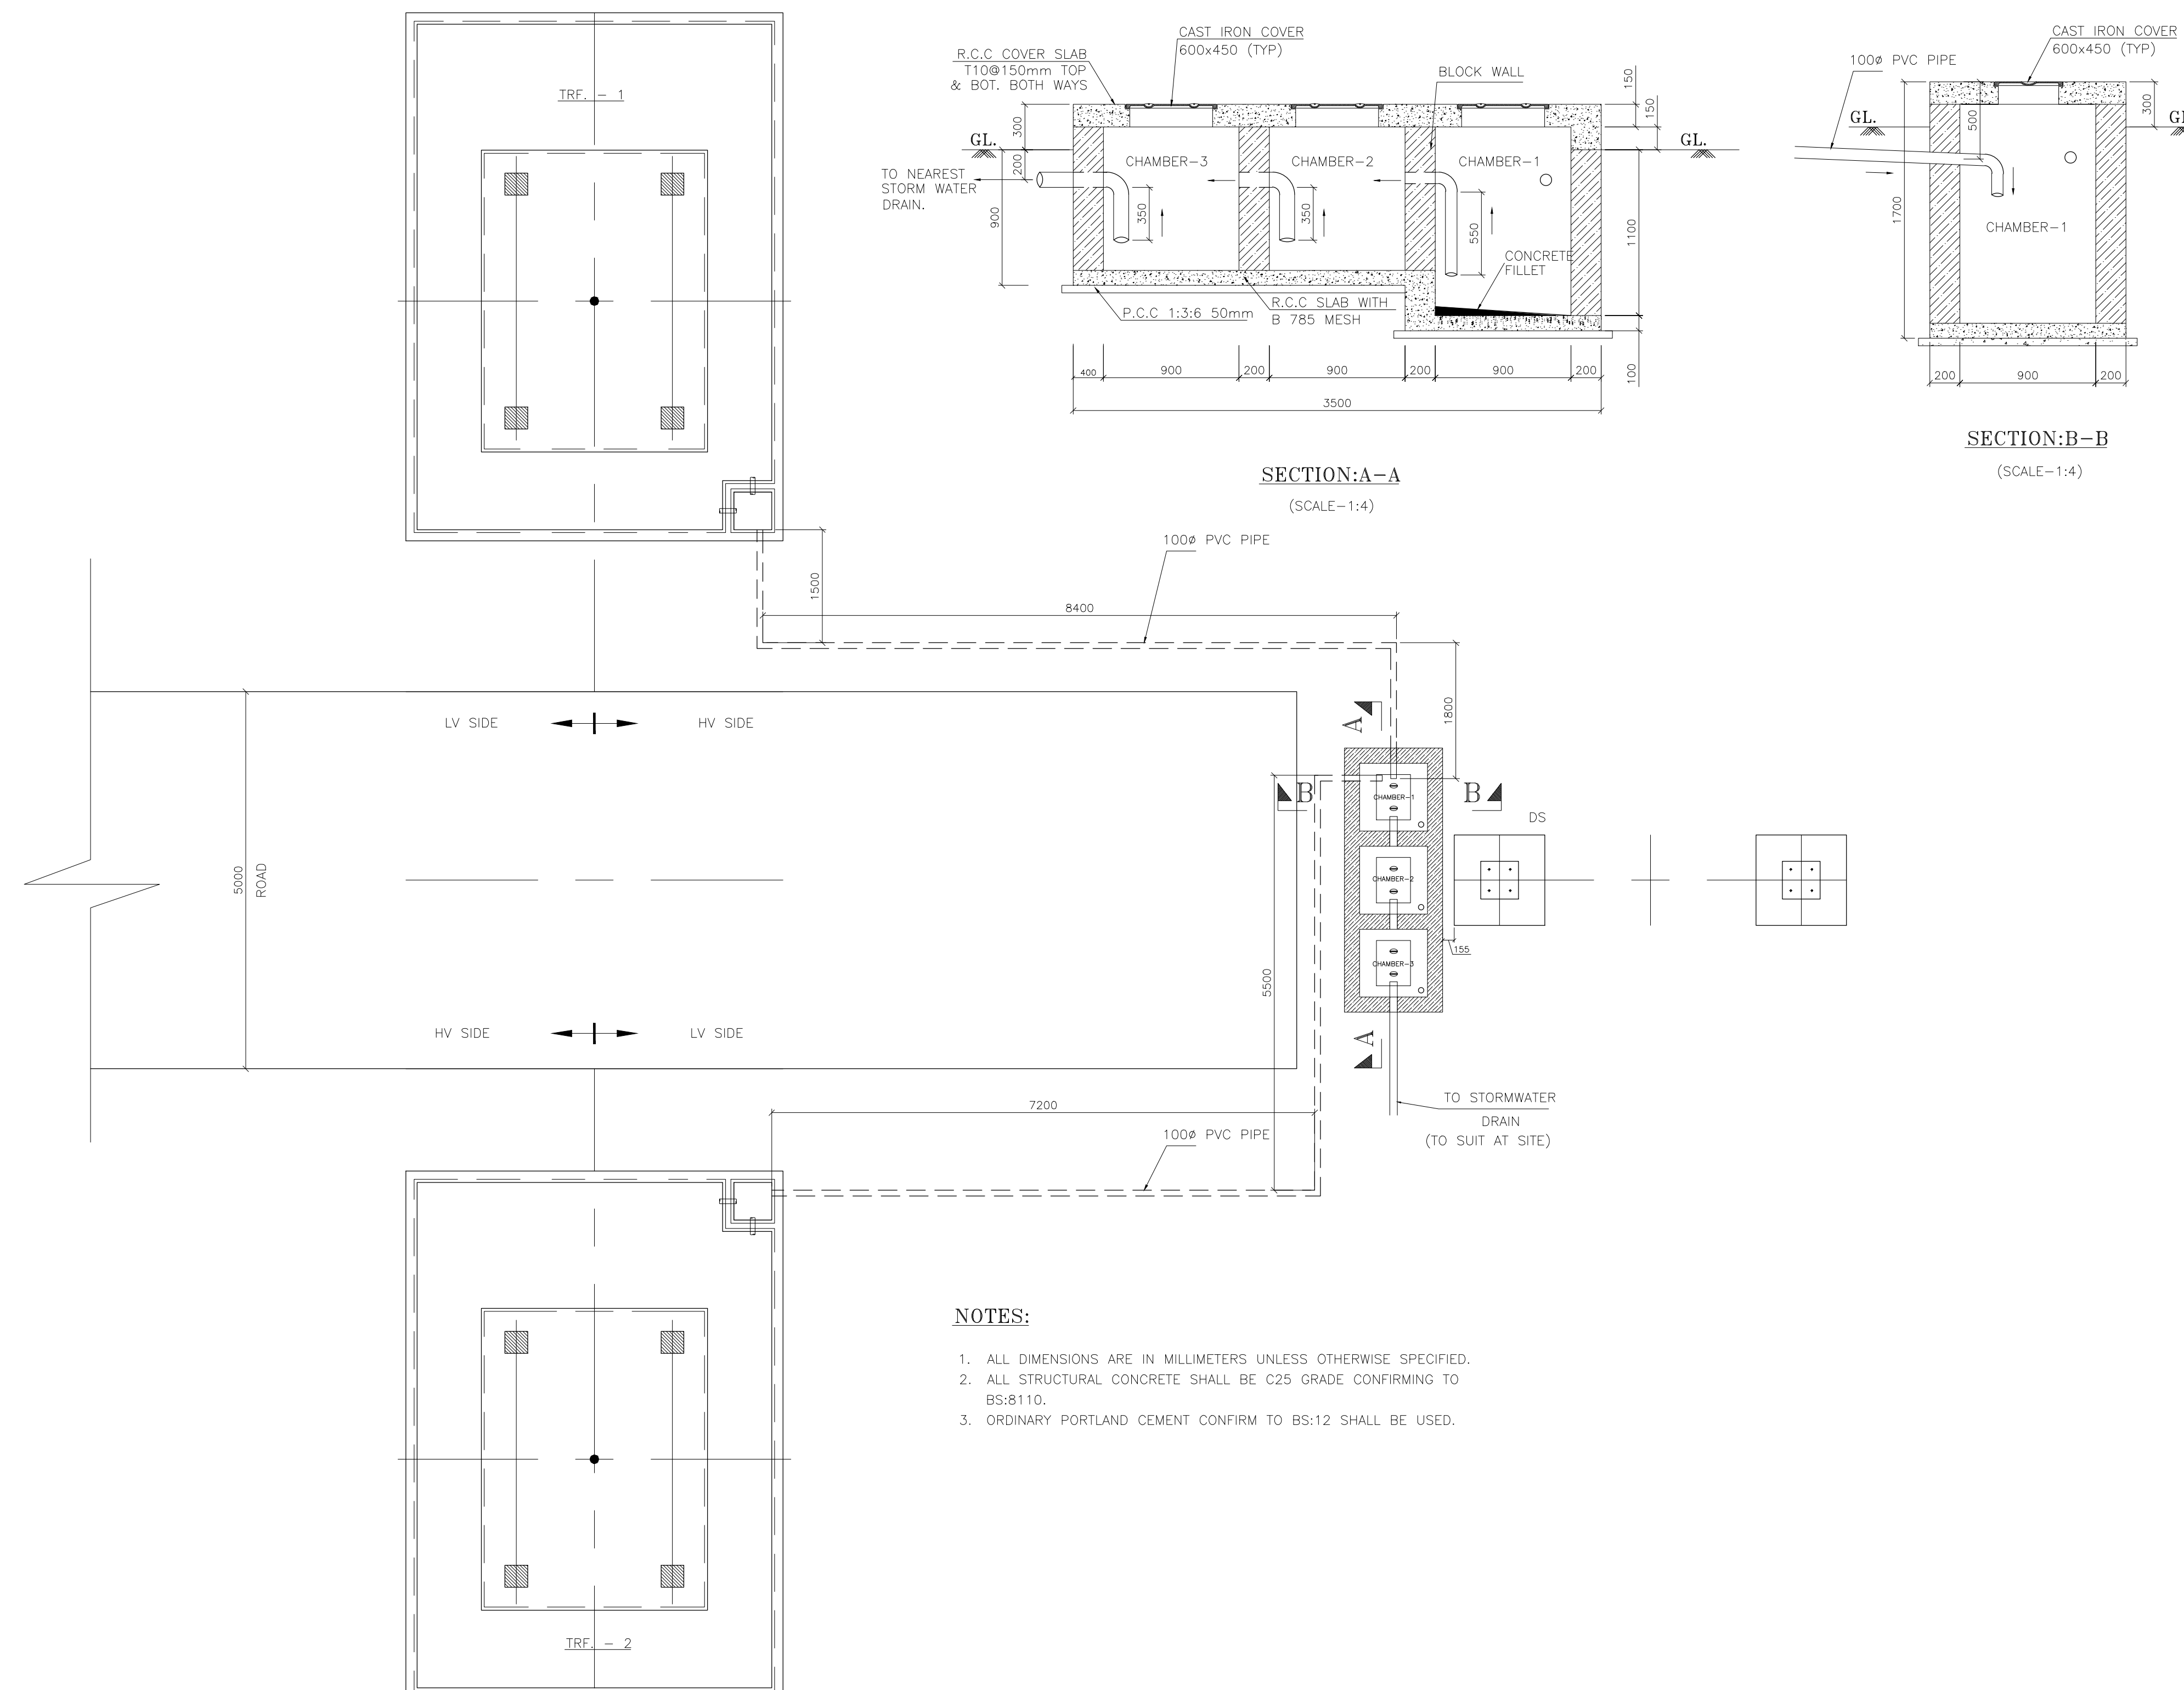 TRF. - 1
R.C.C COVER SLAB
T10@150mm TOP
& BOT. BOTH WAYS
CAST IRON COVER
600x450 (TYP)
BLOCK WALL
150
150
300
GL.
200
GL.
TO NEAREST
STORM WATER
DRAIN.
900
CHAMBER-3
CHAMBER-2
CHAMBER-1
350
350
550
1100
CONCRETE
FILLET
P.C.C 1:3:6 50mm
R.C.C SLAB WITH
B 785 MESH
400
900
200
900
200
900
200
100
3500
SECTION:A-A
(SCALE-1:4)
100ø PVC PIPE
CAST IRON COVER
600x450 (TYP)
GL.
500
300
1700
CHAMBER-1
200
900
200
SECTION:B-B
(SCALE-1:4)
100ø PVC PIPE
1500
8400
1800
LV SIDE
HV SIDE
A
B
B
CHAMBER-1
DS
5000
ROAD
CHAMBER-2
155
CHAMBER-3
5500
HV SIDE
LV SIDE
A
7200
100ø PVC PIPE
TO STORMWATER
DRAIN
(TO SUIT AT SITE)
TRF. - 2
NOTES:
1. ALL DIMENSIONS ARE IN MILLIMETERS UNLESS OTHERWISE SPECIFIED.
2. ALL STRUCTURAL CONCRETE SHALL BE C25 GRADE CONFIRMING TO
BS:8110.
3. ORDINARY PORTLAND CEMENT CONFIRM TO BS:12 SHALL BE USED.